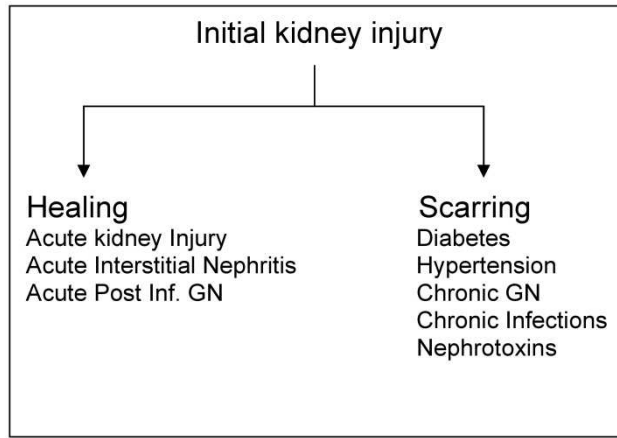 Initial kidney injury
Healing
Acute kidney Injury
Acute Interstitial Nephritis
Acute Post Inf. GN
Scarring
Diabetes
Hypertension
Chronic GN
Chronic Infections
Nephrotoxins